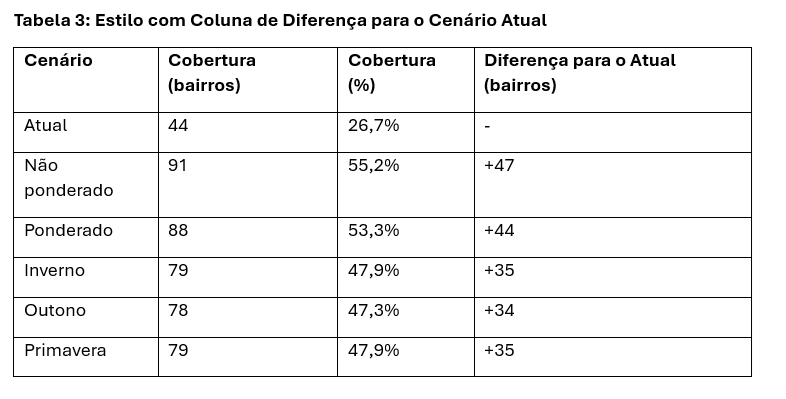 Tabela 3: Estilo com Coluna de Diferença para o Cenário Atual
Cenário Cobertura (bairros) Cobertura (%) Diferença para o Atual (bairros)
Atual 44 26,7% -
Não ponderado 91 55,2% +47
Ponderado 88 53,3% +44
Inverno 79 47,9% +35
Outono 78 47,3% +34
Primavera 79 47,9% +35